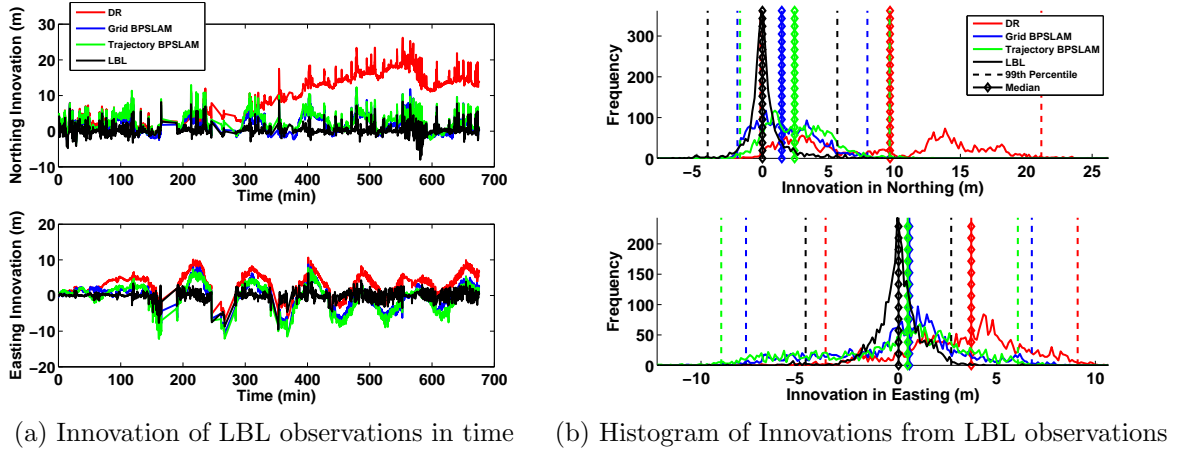 DR
Grid BPSLAM
Trajectory BPSLAM
LBL
Northing Innovation (m)
30
20
10
0
−10
0 100 200 300 400 500 600 700
Time (min)
Easting Innovation (m)
20
10
0
−10
−20
0 100 200 300 400 500 600 700
Time (min)
(a) Innovation of LBL observations in time
DR
Grid BPSLAM
Trajectory BPSLAM
LBL
99th Percentile
Median
Frequency
300
200
100
0
−5 0 5 10 15 20 25
Innovation in Northing (m)
Frequency
200
150
100
50
0
−10 −5 0 5 10
Innovation in Easting (m)
(b) Histogram of Innovations from LBL observations